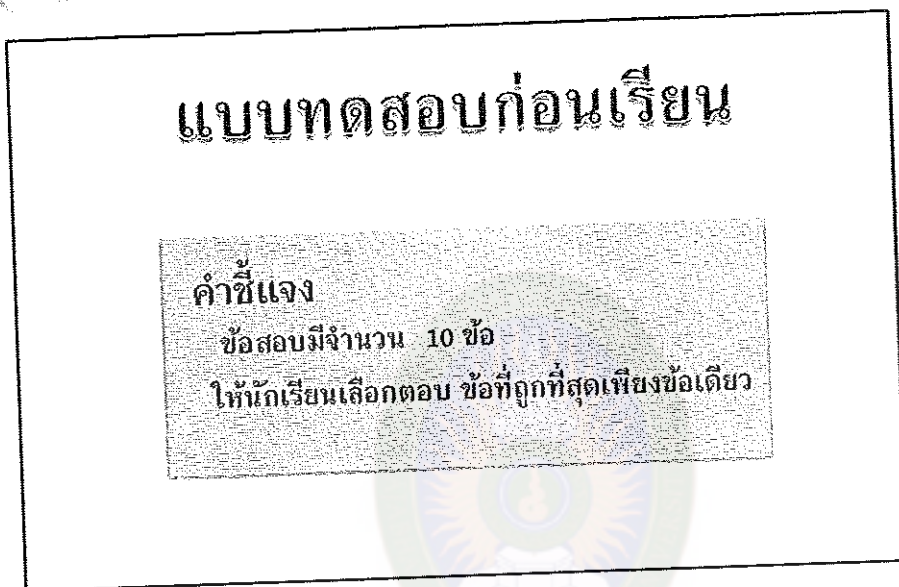 แบบทดสอบก่อนเรียน
คำชี้แจง
ข้อสอบมีจำนวน 10 ข้อ
ให้นักเรียนเลือกตอบ ข้อที่ถูกที่สุดเพียงข้อเดียว